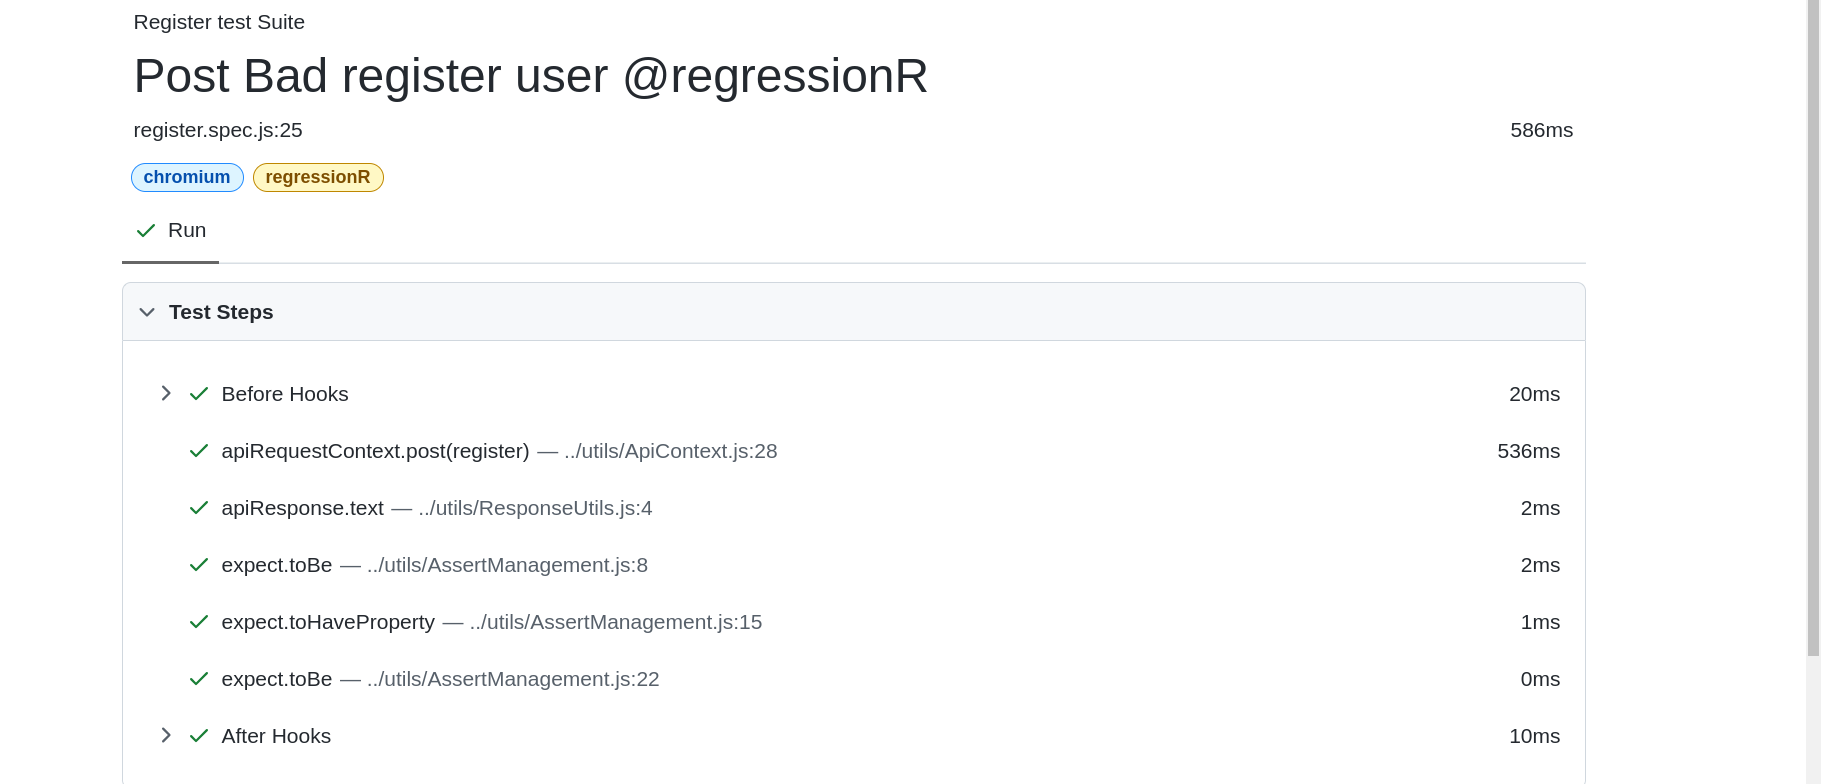 Register test Suite
Post Bad register user @regressionR
register.spec.js:25 586ms
chromium regressionR
Run
Test Steps
Before Hooks 20ms
apiRequestContext.post(register) — ../utils/ApiContext.js:28 536ms
apiResponse.text — ../utils/ResponseUtils.js:4 2ms
expect.toBe — ../utils/AssertManagement.js:8 2ms
expect.toHaveProperty — ../utils/AssertManagement.js:15 1ms
expect.toBe — ../utils/AssertManagement.js:22 0ms
After Hooks 10ms